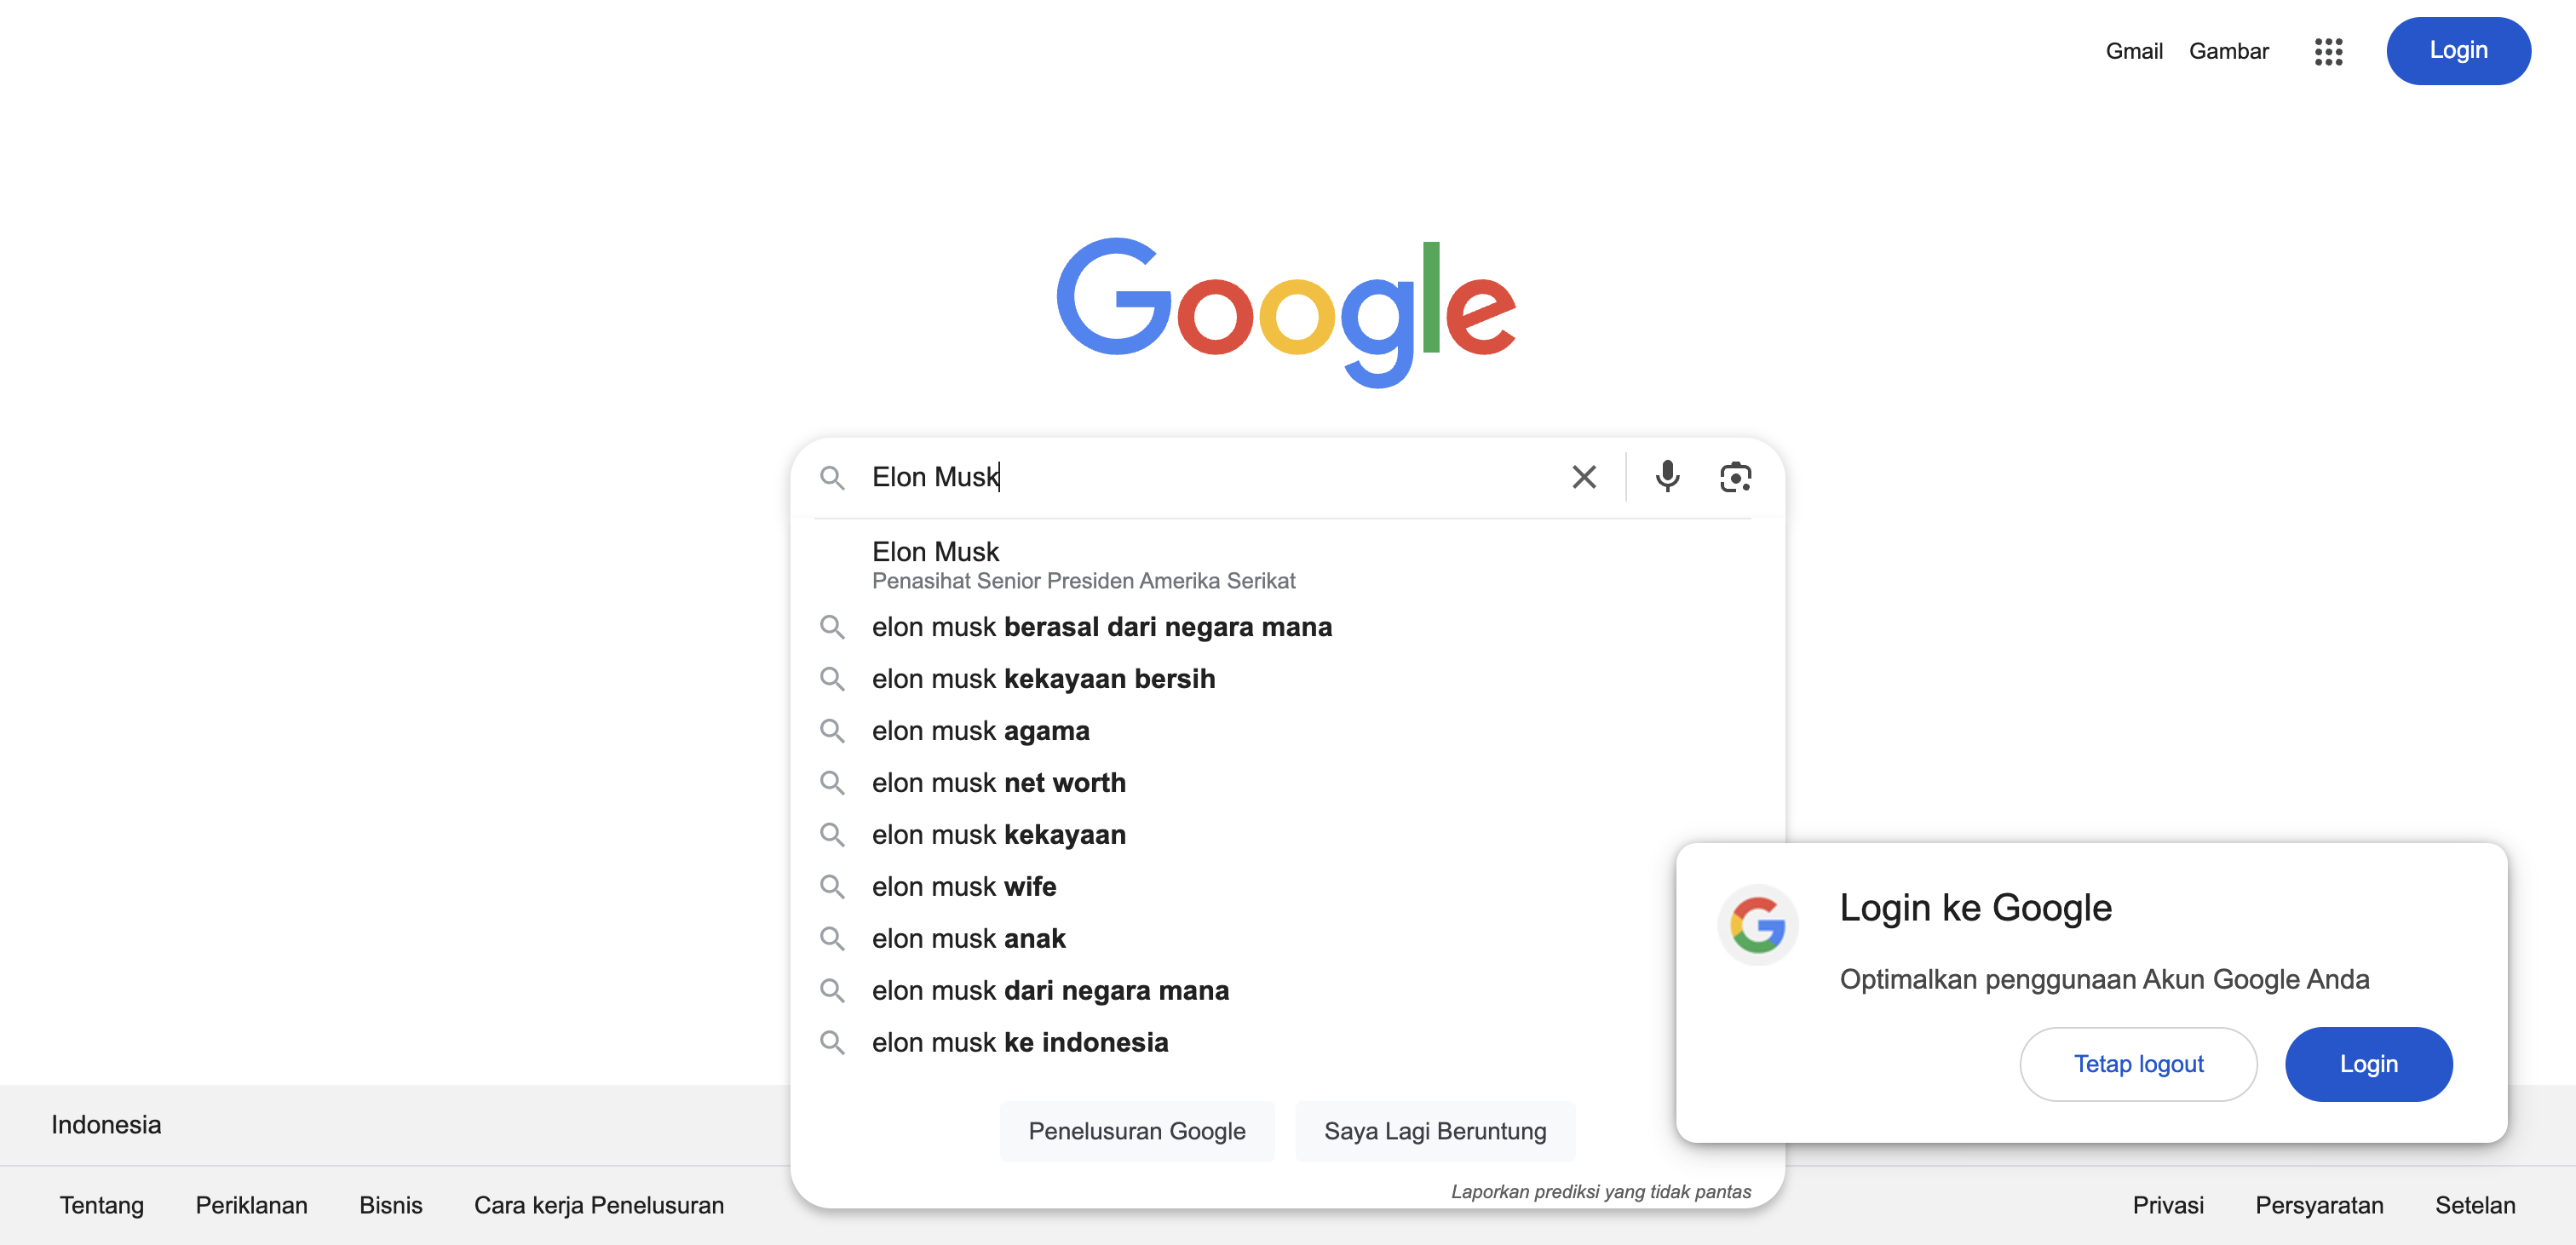 Gmail Gambar Login
Google
Elon Musk
Elon Musk
Penasihat Senior Presiden Amerika Serikat
elon musk berasal dari negara mana
elon musk kekayaan bersih
elon musk agama
elon musk net worth
elon musk kekayaan
elon musk wife
elon musk anak
elon musk dari negara mana
elon musk ke indonesia
Penelusuran Google Saya Lagi Beruntung
Laporkan prediksi yang tidak pantas
Login ke Google
Optimalkan penggunaan Akun Google Anda
Tetap logout Login
Indonesia
Tentang Periklanan Bisnis Cara kerja Penelusuran Privasi Persyaratan Setelan